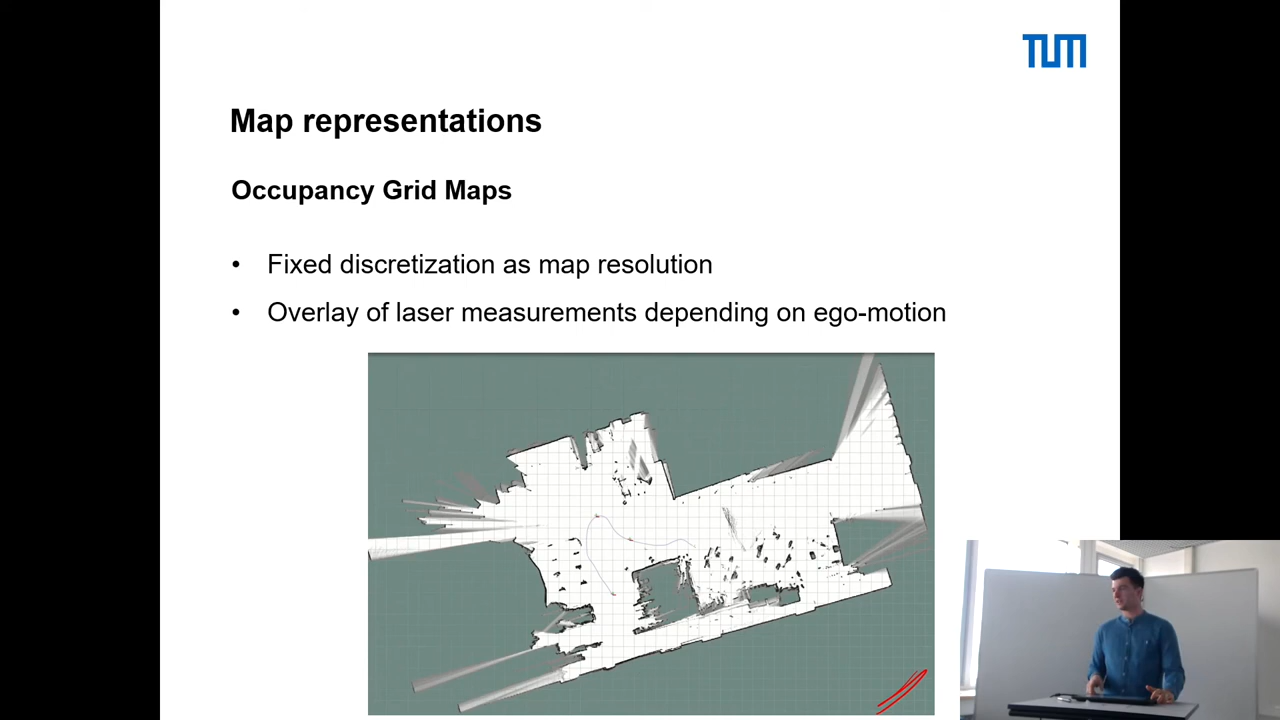 TUM
Map representations
Occupancy Grid Maps
• Fixed discretization as map resolution
• Overlay of laser measurements depending on ego-motion